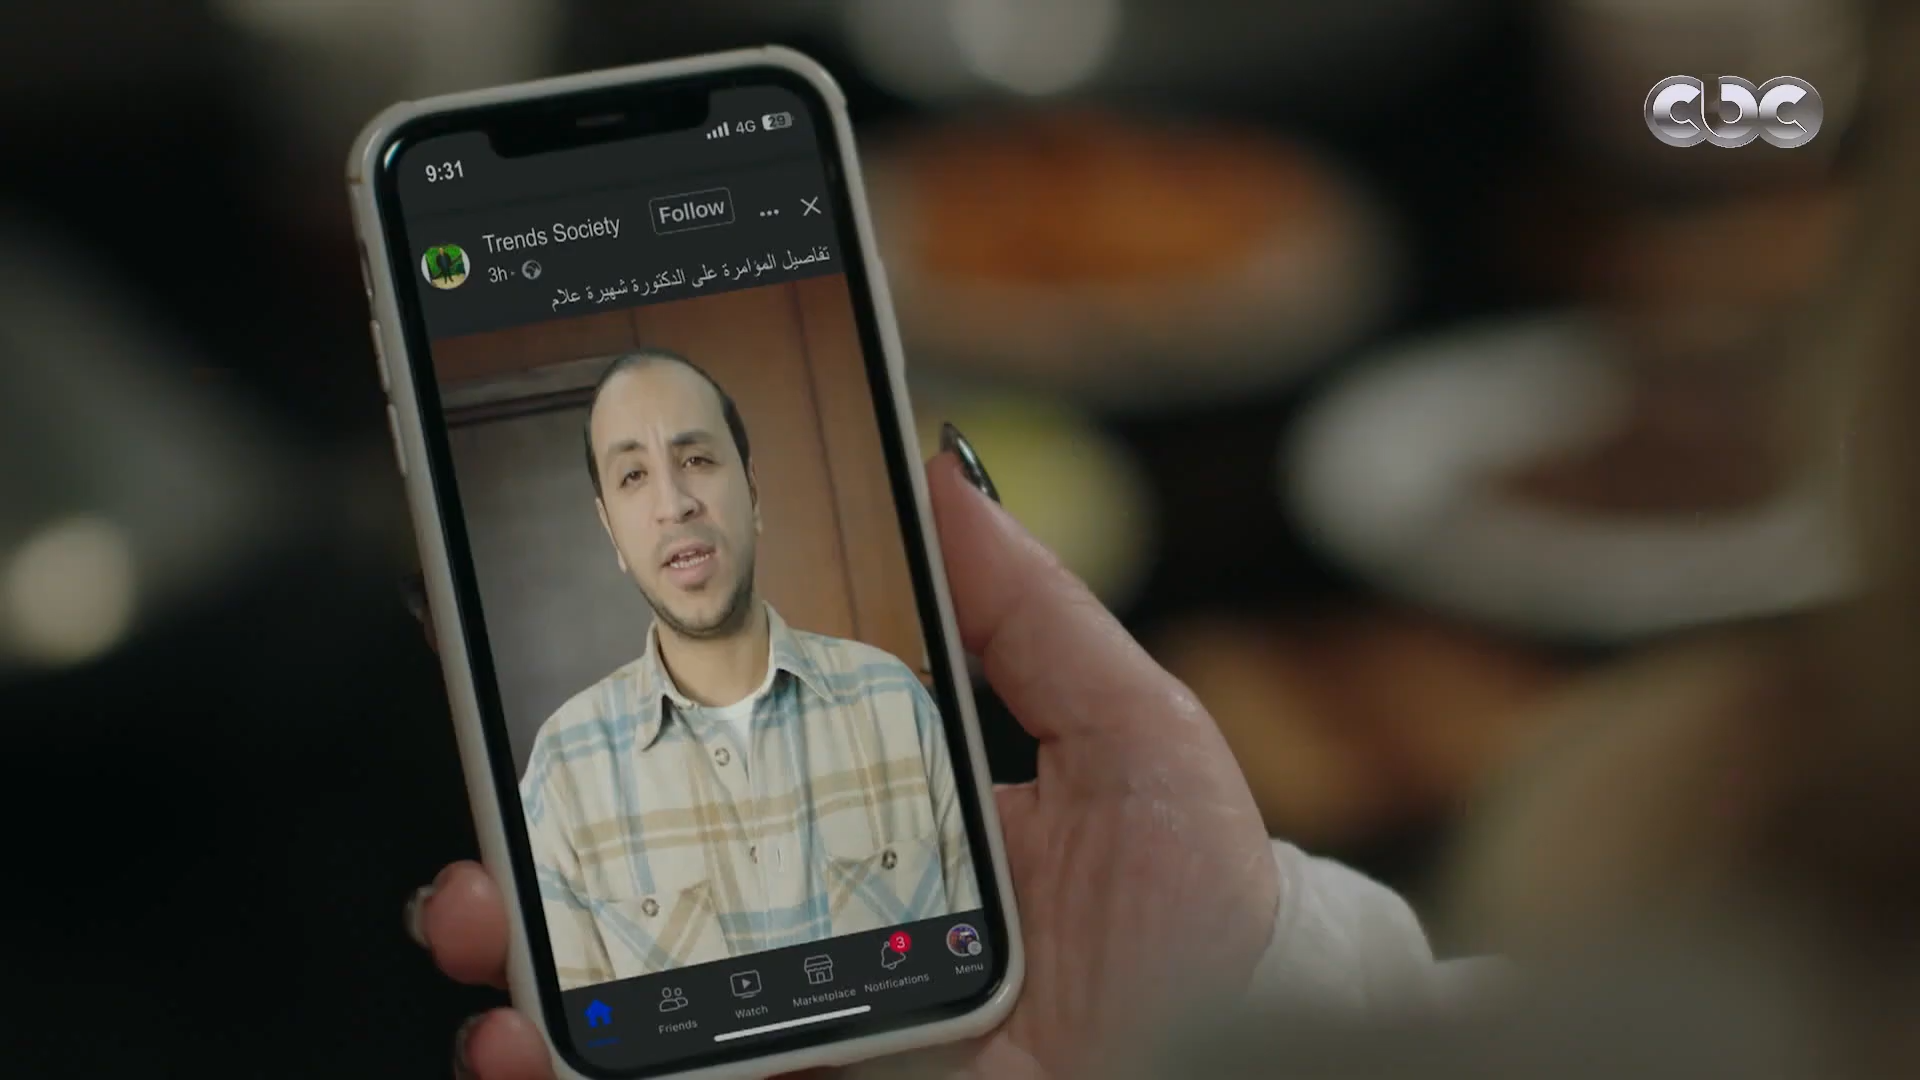 cbc
9:31
4G 29
Trends Society
Follow
3h ·
تفاصيل المؤامرة على الدكتورة شهيرة علام
Friends
Watch
Marketplace
3
Notifications
Menu